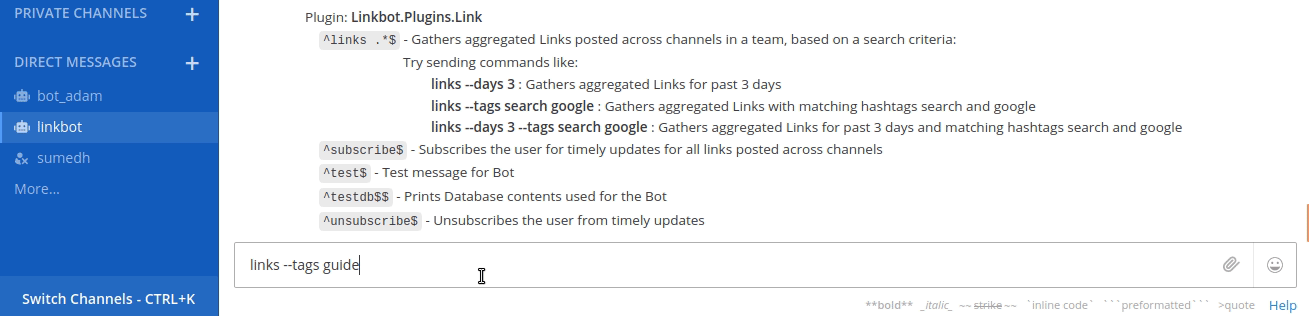 PRIVATE CHANNELS +
DIRECT MESSAGES +
bot_adam
linkbot
sumedh
More...
Switch Channels - CTRL+K
Plugin: Linkbot.Plugins.Link
^links .*$ - Gathers aggregated Links posted across channels in a team, based on a search criteria:
Try sending commands like:
links --days 3 : Gathers aggregated Links for past 3 days
links --tags search google : Gathers aggregated Links with matching hashtags search and google
links --days 3 --tags search google : Gathers aggregated Links for past 3 days and matching hashtags search and google
^subscribe$ - Subscribes the user for timely updates for all links posted across channels
^test$ - Test message for Bot
^testdb$$ - Prints Database contents used for the Bot
^unsubscribe$ - Unsubscribes the user from timely updates
links --tags guide
**bold** _italic_ ~~strike~~ `inline code` ```preformatted``` >quote Help